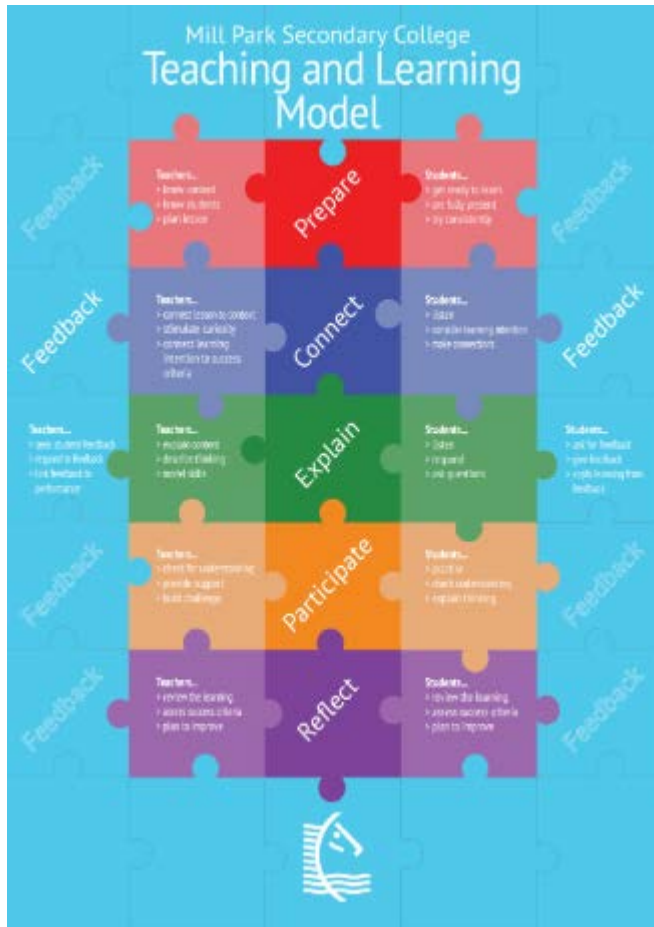 Mill Park Secondary College
Teaching and Learning
Model
Feedback
Teachers...
> know content
> know students
> plan lesson
Prepare
Students...
> get ready to learn
> are fully present
> try consistently
Feedback
Feedback
Teachers...
> connect lesson to context
> stimulate curiosity
> connect learning
intention to success
criteria
Connect
Students...
> listen
> consider learning intention
> make connections
Feedback
Teachers...
> seek student feedback
> respond to feedback
> link feedback to
performance
Teachers...
> explain content
> describe thinking
> model skills
Explain
Students...
> listen
> respond
> ask questions
Students...
> ask for feedback
> give feedback
> apply learning from
feedback
Feedback
Teachers...
> check for understanding
> provide support
> build challenge
Participate
Students...
> practise
> check understanding
> explain thinking
Feedback
Feedback
Teachers...
> review the learning
> assess success criteria
> plan to improve
Reflect
Students...
> review the learning
> assess success criteria
> plan to improve
Feedback